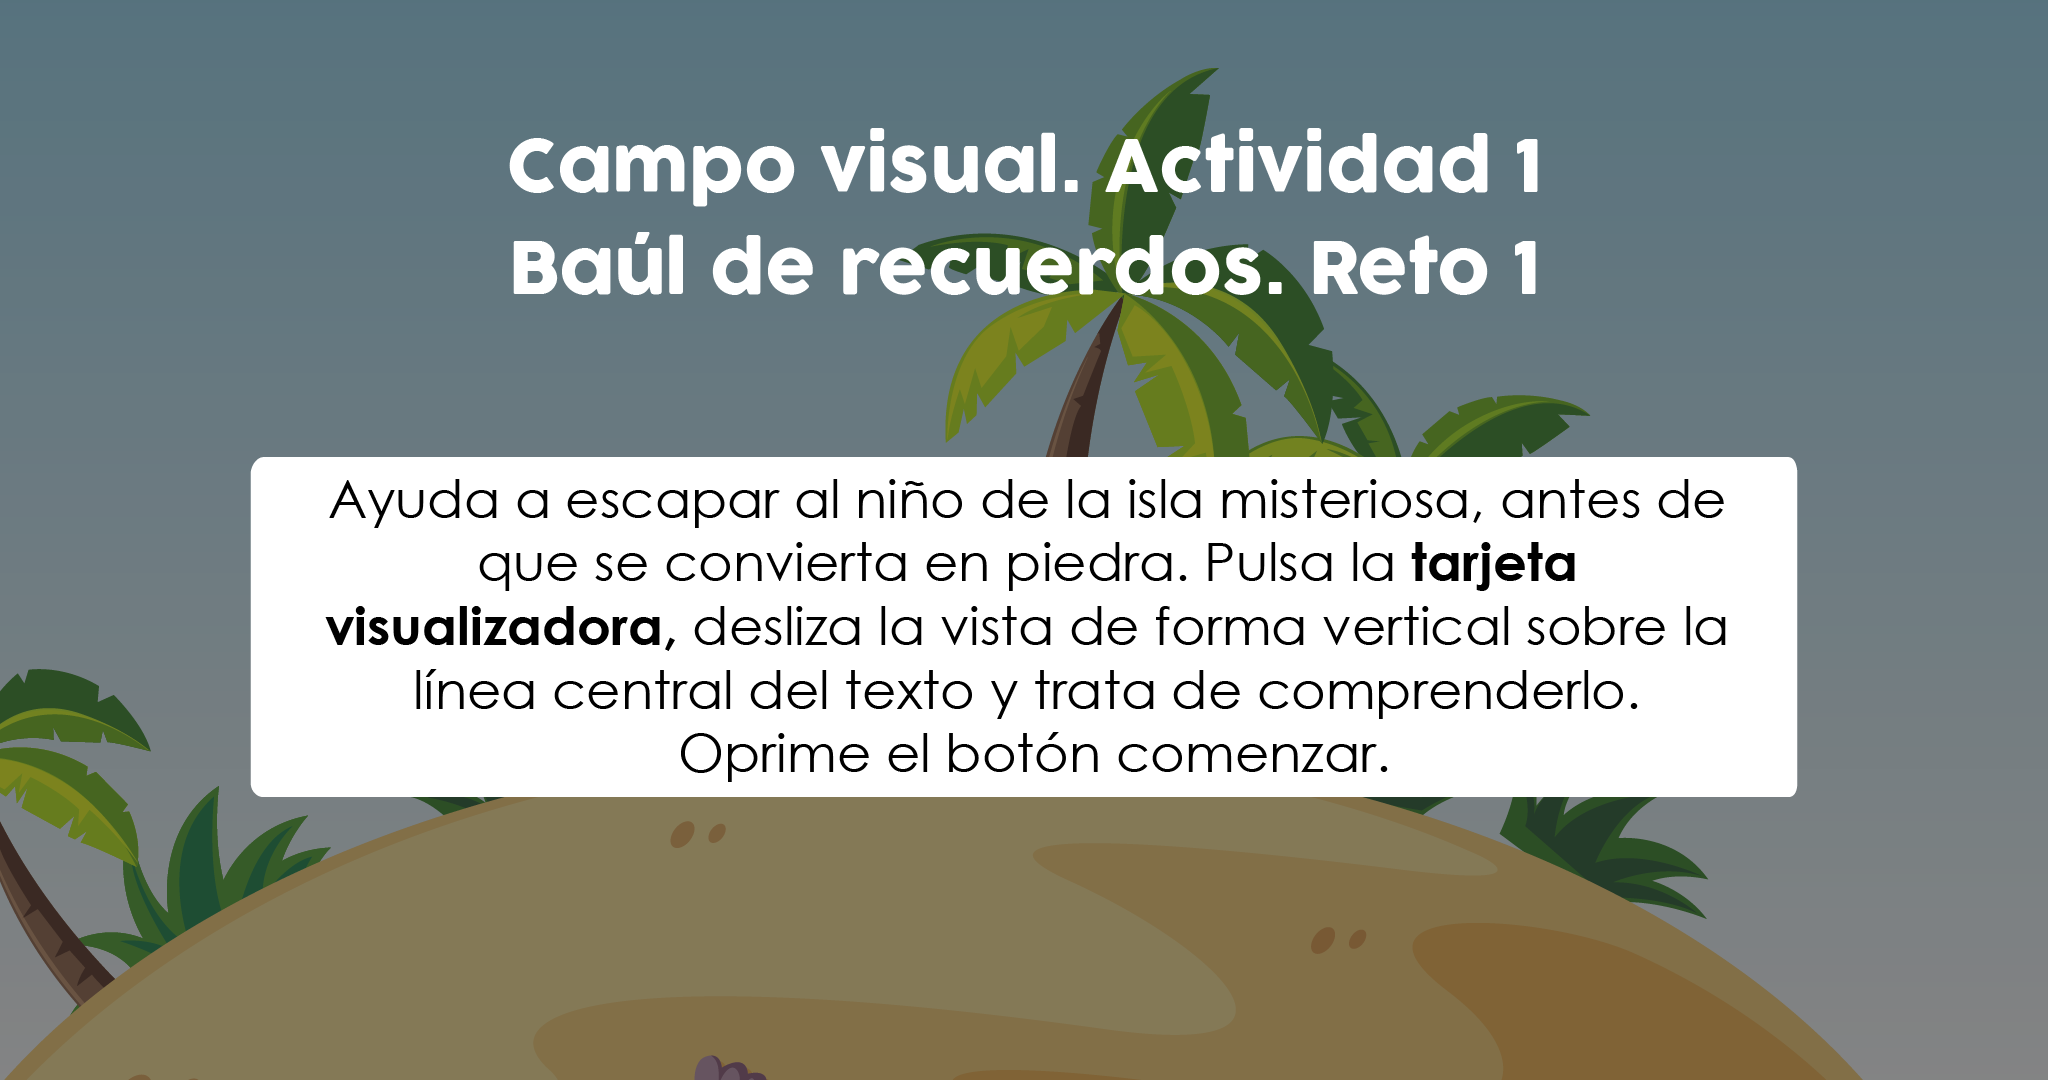 Campo visual. Actividad 1
Baúl de recuerdos. Reto 1
Ayuda a escapar al niño de la isla misteriosa, antes de
que se convierta en piedra. Pulsa la tarjeta
visualizadora, desliza la vista de forma vertical sobre la
línea central del texto y trata de comprenderlo.
Oprime el botón comenzar.